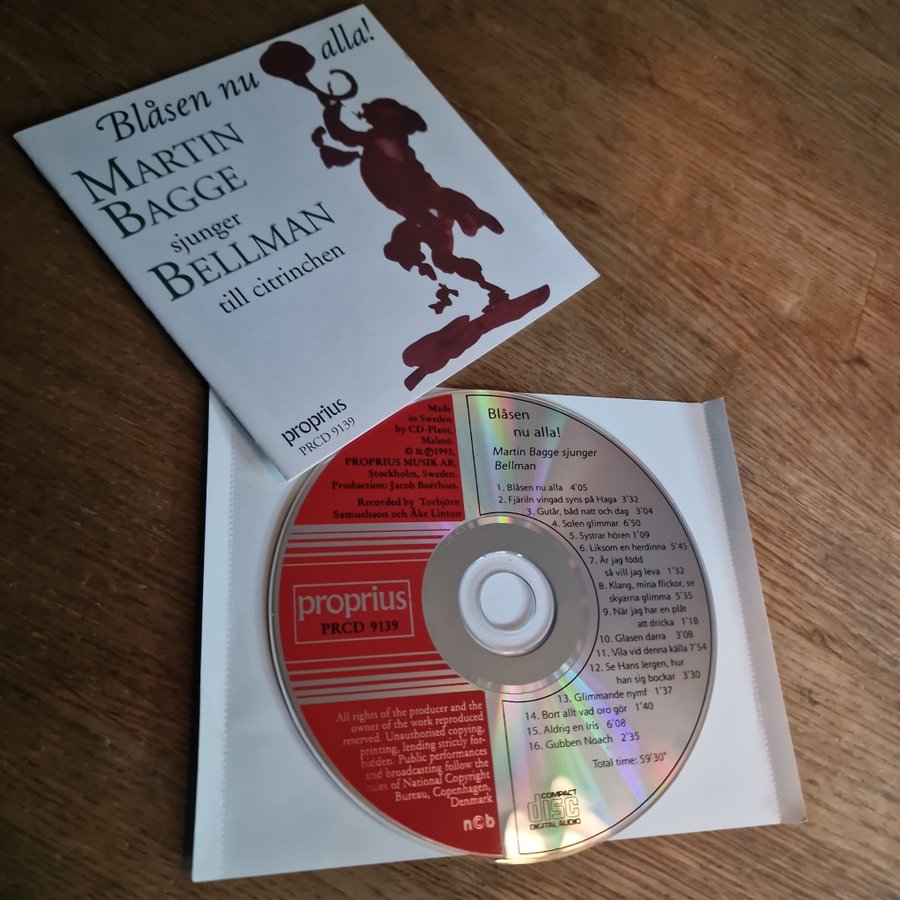 Blåsen nu alla!
MARTIN
BAGGE
sjunger
BELLMAN
till citrinchen
proprius
PRCD 9139
Made
in Sweden
by CD-Plant,
Malmö.
© & ℗1995,
PROPRIUS MUSIK AB,
Stockholm, Sweden.
Production: Jacob Boëthius.
Recorded by Torbjörn
Samuelsson och Åke Linton
proprius
PRCD 9139
All rights of the producer and the
owner of the work reproduced
reserved. Unauthorised copying,
printing, lending strictly for-
bidden. Public performances
and broadcasting follow the
rules of National Copyright
Bureau, Copenhagen,
Denmark
n©b
Blåsen
nu alla!
Martin Bagge sjunger
Bellman
1. Blåsen nu alla 4'05
2. Fjäriln vingad syns på Haga 3'32
3. Gutår, båd natt och dag 3'04
4. Solen glimmar 6'50
5. Systrar hören 1'09
6. Liksom en herdinna 5'45
7. Är jag född
så vill jag leva 1'32
8. Klang, mina flickor, se
skyarna glimma 5'35
9. När jag har en plåt
att dricka 1'18
10. Glasen darra 3'08
11. Vila vid denna källa 7'54
12. Se Hans Jergen, hur
han sig bockar 3'30
13. Glimmande nymf 1'37
14. Bort allt vad oro gör 1'40
15. Aldrig en Iris 6'08
16. Gubben Noach 2'35
Total time: 59'30"
COMPACT
disc
DIGITAL AUDIO